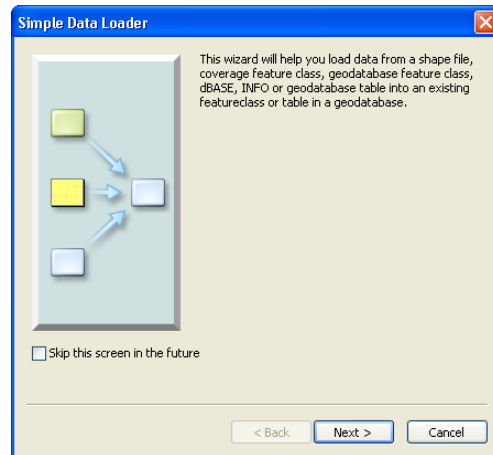 Simple Data Loader
This wizard will help you load data from a shape file,
coverage feature class, geodatabase feature class,
dBASE, INFO or geodatabase table into an existing
featureclass or table in a geodatabase.
Skip this screen in the future
< Back
Next >
Cancel